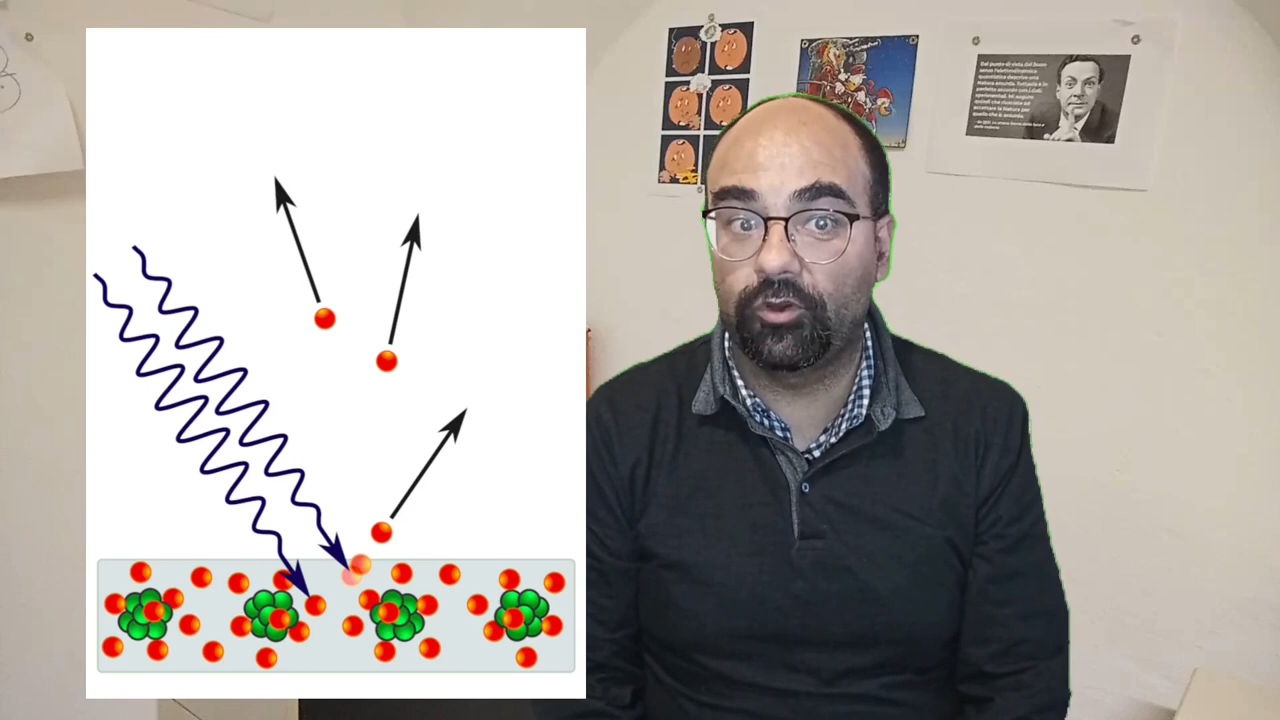 Dal punto di vista del buon
senso l'elettrodinamica
quantistica descrive una
Natura assurda. Tuttavia è in
perfetto accordo con i dati
sperimentali. Mi auguro
quindi che riusciate ad
accettare la Natura per
quello che è: assurda.